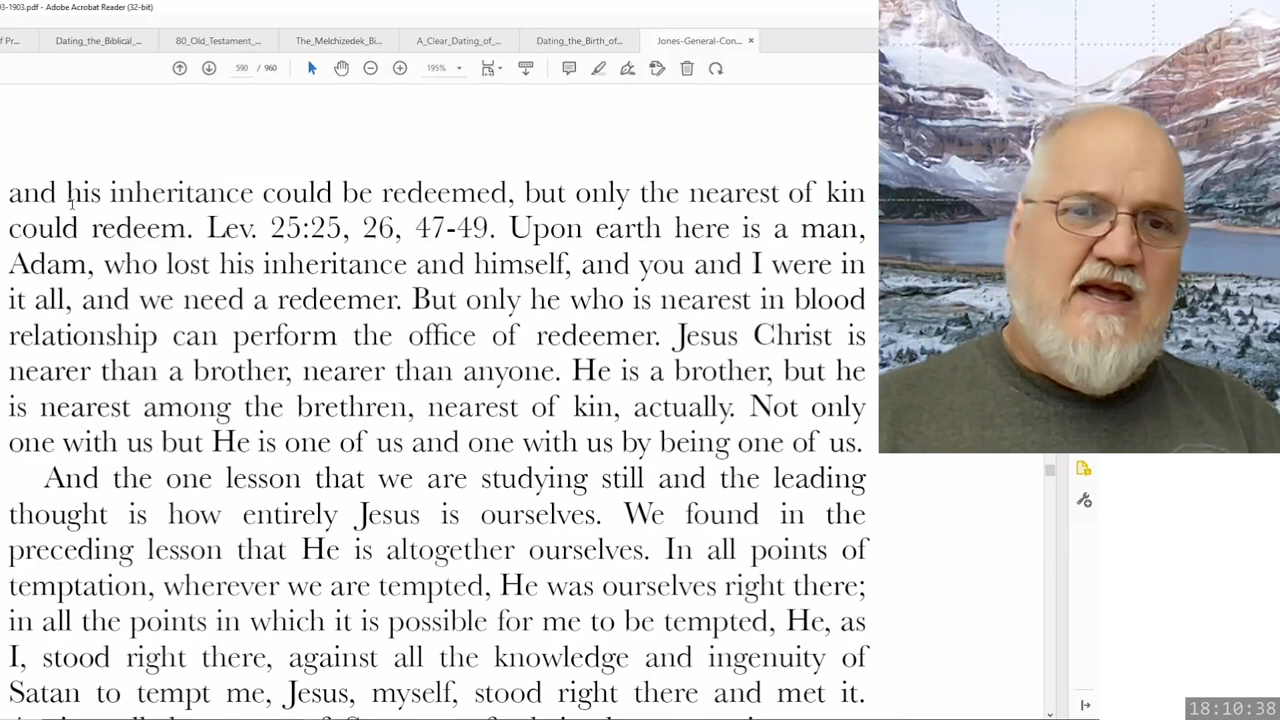 93-1903.pdf - Adobe Acrobat Reader (32-bit)
f Pr...
Dating_the_Biblical_...
Old_Testament_...
The_Melchizedek_Bi...
A_Clear_Dating_of_...
Dating_the_Birth_of...
Jones-General-Con...
590 / 960
195%
and his inheritance could be redeemed, but only the nearest of kin
could redeem. Lev. 25:25, 26, 47-49. Upon earth here is a man,
Adam, who lost his inheritance and himself, and you and I were in
it all, and we need a redeemer. But only he who is nearest in blood
relationship can perform the office of redeemer. Jesus Christ is
nearer than a brother, nearer than anyone. He is a brother, but he
is nearest among the brethren, nearest of kin, actually. Not only
one with us but He is one of us and one with us by being one of us.
And the one lesson that we are studying still and the leading
thought is how entirely Jesus is ourselves. We found in the
preceding lesson that He is altogether ourselves. In all points of
temptation, wherever we are tempted, He was ourselves right there;
in all the points in which it is possible for me to be tempted, He, as
I, stood right there, against all the knowledge and ingenuity of
Satan to tempt me, Jesus, myself, stood right there and met it.
18:10:38